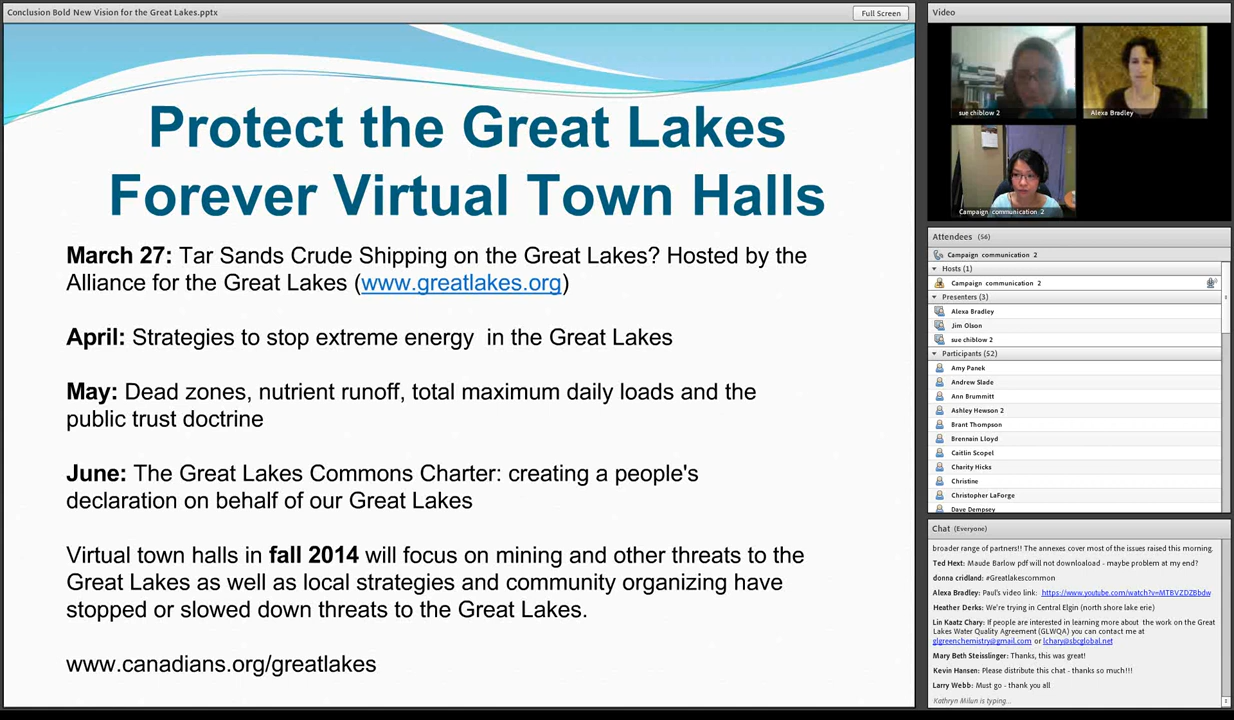 Conclusion Bold New Vision for the Great Lakes.pptx
Full Screen
Protect the Great Lakes
Forever Virtual Town Halls
March 27: Tar Sands Crude Shipping on the Great Lakes? Hosted by the
Alliance for the Great Lakes (www.greatlakes.org)
April: Strategies to stop extreme energy  in the Great Lakes
May: Dead zones, nutrient runoff, total maximum daily loads and the
public trust doctrine
June: The Great Lakes Commons Charter: creating a people's
declaration on behalf of our Great Lakes
Virtual town halls in fall 2014 will focus on mining and other threats to the
Great Lakes as well as local strategies and community organizing have
stopped or slowed down threats to the Great Lakes.
www.canadians.org/greatlakes
Video
sue chiblow 2
Alexa Bradley
Campaign communication 2
Attendees (56)
Campaign communication 2
Hosts (1)
Campaign communication 2
Presenters (3)
Alexa Bradley
Jim Olson
sue chiblow 2
Participants (52)
Amy Panek
Andrew Slade
Ann Brummitt
Ashley Hewson 2
Brant Thompson
Brennain Lloyd
Caitlin Scopel
Charity Hicks
Christine
Christopher LaForge
Dave Dempsey
Chat (Everyone)
broader range of partners!! The annexes cover most of the issues raised this morning.
Ted Hext: Maude Barlow pdf will not downloaload - maybe problem at my end?
donna cridland: #Greatlakescommon
Alexa Bradley: Paul's video link: https://www.youtube.com/watch?v=MTBVZDZBbdw
Heather Derks: We're trying in Central Elgin (north shore lake erie)
Lin Kaatz Chary: If people are interested in learning more about the work on the Great
Lakes Water Quality Agreement (GLWQA) you can contact me at
glgreenchemistry@gmail.com or lchary@sbcglobal.net
Mary Beth Steisslinger: Thanks, this was great!
Kevin Hansen: Please distribute this chat - thanks so much!!!
Larry Webb: Must go - thank you all
Kathryn Milun is typing...